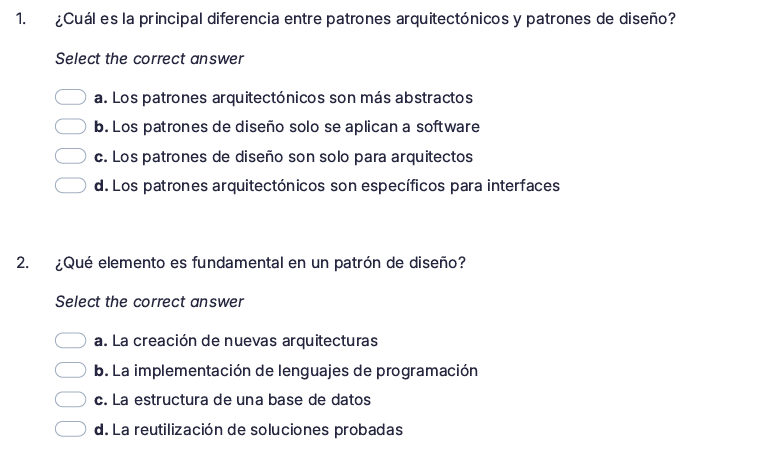 1. ¿Cuál es la principal diferencia entre patrones arquitectónicos y patrones de diseño?
Select the correct answer
a. Los patrones arquitectónicos son más abstractos
b. Los patrones de diseño solo se aplican a software
c. Los patrones de diseño son solo para arquitectos
d. Los patrones arquitectónicos son específicos para interfaces
2. ¿Qué elemento es fundamental en un patrón de diseño?
Select the correct answer
a. La creación de nuevas arquitecturas
b. La implementación de lenguajes de programación
c. La estructura de una base de datos
d. La reutilización de soluciones probadas